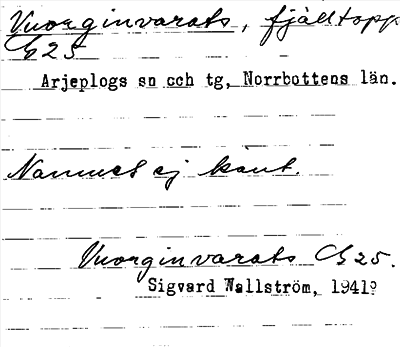 Vuorginvarats, fjälltopp
G25
Arjeplogs sn och tg, Norrbottens län.
Namnet ej känt.
Vuorginvarats G25.
Sigvard Wallström, 1941?